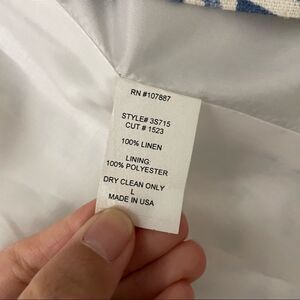 RN #107887
STYLE# 3S715
CUT # 1523
100% LINEN
LINING:
100% POLYESTER
DRY CLEAN ONLY
L
MADE IN USA